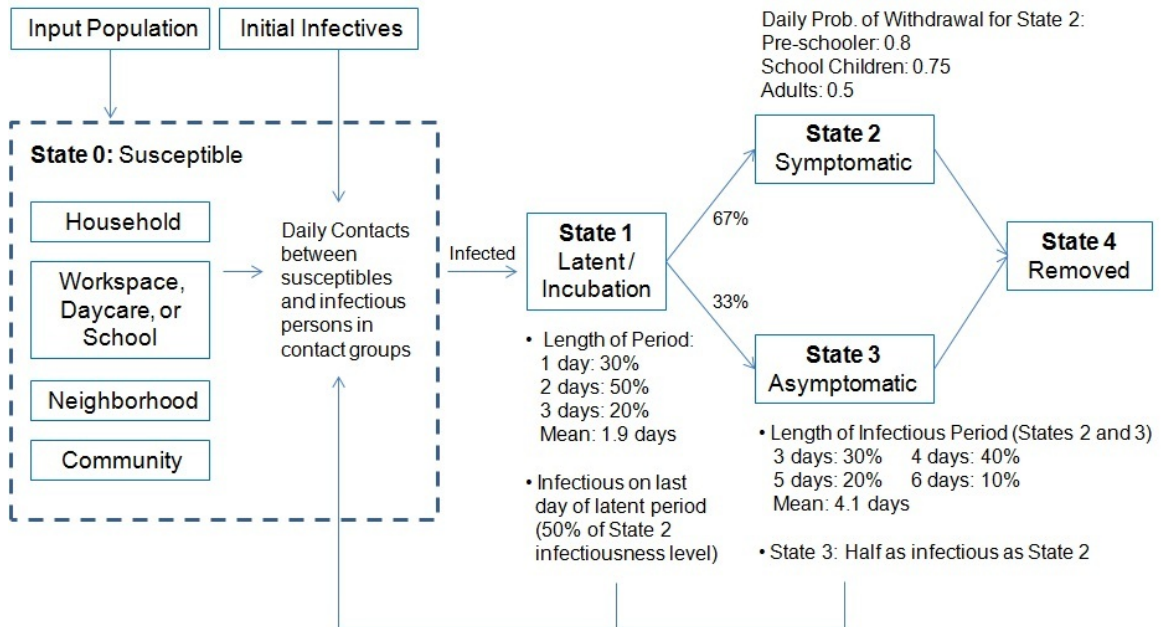 Input Population
Initial Infectives
Daily Prob. of Withdrawal for State 2:
Pre-schooler: 0.8
School Children: 0.75
Adults: 0.5
State 0: Susceptible
Household
Workspace,
Daycare, or
School
Neighborhood
Community
Daily Contacts
between
susceptibles
and infectious
persons in
contact groups
Infected
State 1
Latent /
Incubation
• Length of Period:
1 day: 30%
2 days: 50%
3 days: 20%
Mean: 1.9 days
• Infectious on last
day of latent period
(50% of State 2
infectiousness level)
67%
33%
State 2
Symptomatic
State 3
Asymptomatic
• Length of Infectious Period (States 2 and 3)
3 days: 30% 4 days: 40%
5 days: 20% 6 days: 10%
Mean: 4.1 days
• State 3: Half as infectious as State 2
State 4
Removed